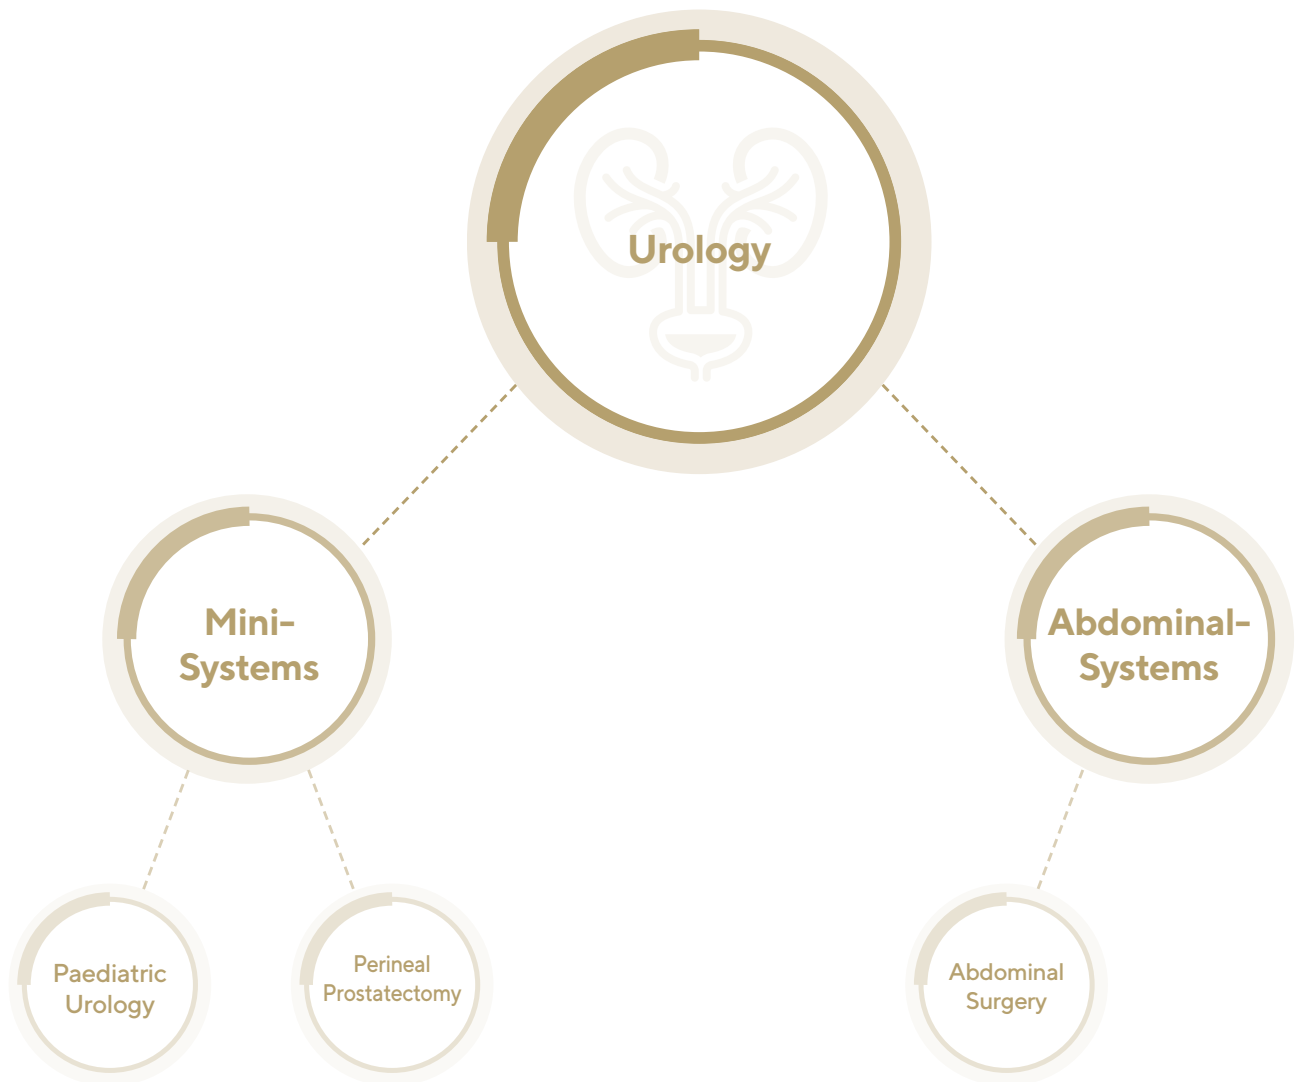 Urology
Mini-
Systems
Abdominal-
Systems
Paediatric
Urology
Perineal
Prostatectomy
Abdominal
Surgery